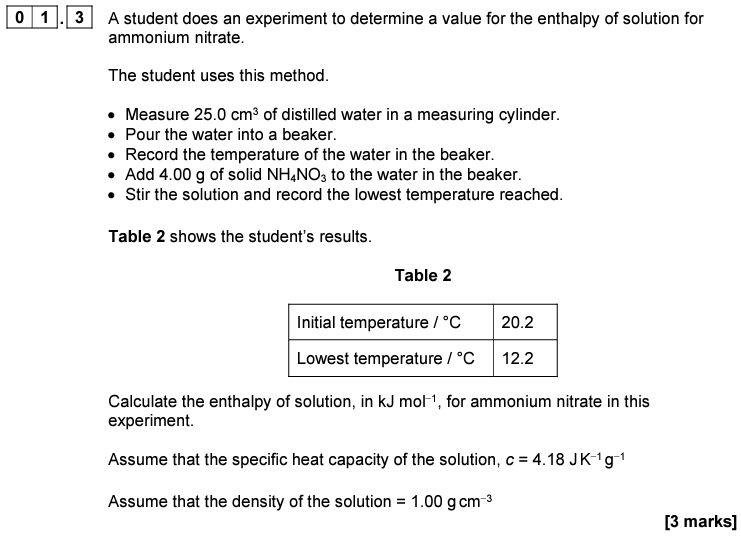 0 1 . 3 A student does an experiment to determine a value for the enthalpy of solution for
ammonium nitrate.
The student uses this method.
• Measure 25.0 cm³ of distilled water in a measuring cylinder.
• Pour the water into a beaker.
• Record the temperature of the water in the beaker.
• Add 4.00 g of solid NH₄NO₃ to the water in the beaker.
• Stir the solution and record the lowest temperature reached.
Table 2 shows the student's results.
Table 2
Initial temperature / °C 20.2
Lowest temperature / °C 12.2
Calculate the enthalpy of solution, in kJ mol⁻¹, for ammonium nitrate in this
experiment.
Assume that the specific heat capacity of the solution, c = 4.18 J K⁻¹ g⁻¹
Assume that the density of the solution = 1.00 g cm⁻³
[3 marks]